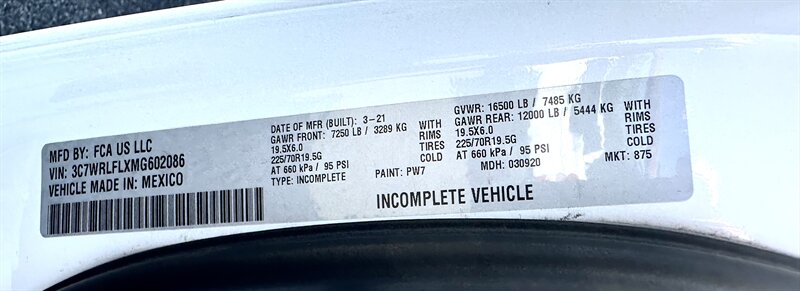 MFD BY: FCA US LLC
VIN: 3C7WRLFLXMG602086
VEHICLE MADE IN: MEXICO
DATE OF MFR (BUILT): 3-21
GAWR FRONT: 7250 LB / 3289 KG WITH
19.5X6.0 RIMS
225/70R19.5G TIRES
AT 660 kPa / 95 PSI COLD
TYPE: INCOMPLETE PAINT: PW7
GVWR: 16500 LB / 7485 KG
GAWR REAR: 12000 LB / 5444 KG WITH
19.5X6.0 RIMS
225/70R19.5G TIRES
AT 660 kPa / 95 PSI COLD
MDH: 030920 MKT: 875
INCOMPLETE VEHICLE